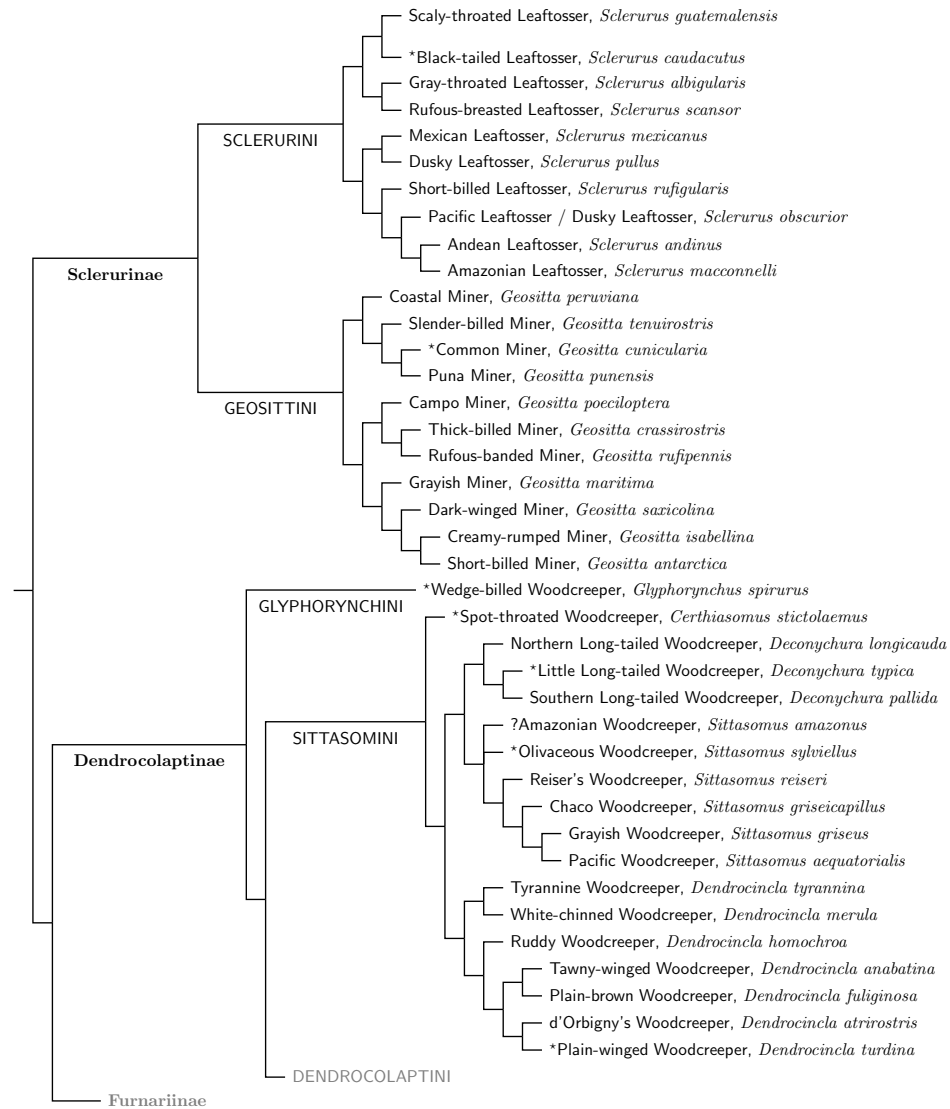 Scaly-throated Leaftosser, Sclerurus guatemalensis
*Black-tailed Leaftosser, Sclerurus caudacutus
Gray-throated Leaftosser, Sclerurus albigularis
Rufous-breasted Leaftosser, Sclerurus scansor
SCLERURINI
Mexican Leaftosser, Sclerurus mexicanus
Dusky Leaftosser, Sclerurus pullus
Short-billed Leaftosser, Sclerurus rufigularis
Pacific Leaftosser / Dusky Leaftosser, Sclerurus obscurior
Andean Leaftosser, Sclerurus andinus
Amazonian Leaftosser, Sclerurus macconnelli
Sclerurinae
Coastal Miner, Geositta peruviana
Slender-billed Miner, Geositta tenuirostris
*Common Miner, Geositta cunicularia
Puna Miner, Geositta punensis
GEOSITTINI
Campo Miner, Geositta poeciloptera
Thick-billed Miner, Geositta crassirostris
Rufous-banded Miner, Geositta rufipennis
Grayish Miner, Geositta maritima
Dark-winged Miner, Geositta saxicolina
Creamy-rumped Miner, Geositta isabellina
Short-billed Miner, Geositta antarctica
*Wedge-billed Woodcreeper, Glyphorynchus spirurus
GLYPHORYNCHINI
*Spot-throated Woodcreeper, Certhiasomus stictolaemus
Northern Long-tailed Woodcreeper, Deconychura longicauda
*Little Long-tailed Woodcreeper, Deconychura typica
Southern Long-tailed Woodcreeper, Deconychura pallida
?Amazonian Woodcreeper, Sittasomus amazonus
SITTASOMINI
*Olivaceous Woodcreeper, Sittasomus sylviellus
Dendrocolaptinae
Reiser's Woodcreeper, Sittasomus reiseri
Chaco Woodcreeper, Sittasomus griseicapillus
Grayish Woodcreeper, Sittasomus griseus
Pacific Woodcreeper, Sittasomus aequatorialis
Tyrannine Woodcreeper, Dendrocincla tyrannina
White-chinned Woodcreeper, Dendrocincla merula
Ruddy Woodcreeper, Dendrocincla homochroa
Tawny-winged Woodcreeper, Dendrocincla anabatina
Plain-brown Woodcreeper, Dendrocincla fuliginosa
d'Orbigny's Woodcreeper, Dendrocincla atrirostris
*Plain-winged Woodcreeper, Dendrocincla turdina
DENDROCOLAPTINI
Furnariinae